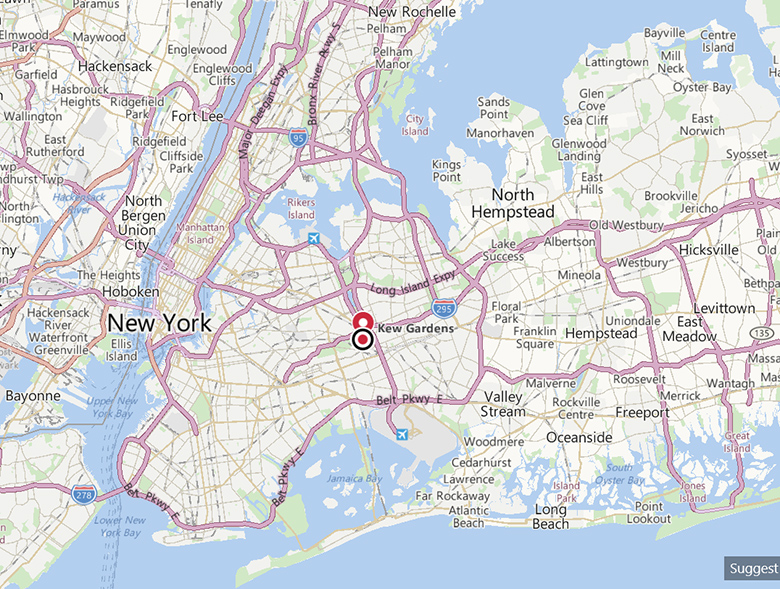 New Rochelle
Paramus
Tenafly
Elmwood
Park
Maywood
Englewood
Pelham
Bayville
Centre
Island
Hackensack
Englewood
Cliffs
Pelham
Manor
Lattingtown
Mill
Neck
Garfield
Hasbrouck
Heights
Ridgefield
Park
Major Deegan Expy
Bronx River Pkwy S
Glen
Cove
Oyster Bay
Wallington
Fort Lee
Sands
Point
Sea Cliff
City
Island
Manorhaven
East
Norwich
East
Rutherford
Ridgefield
95
Cliffside
Park
Glenwood
Landing
Syosset
Kings
Point
East
Hills
Hackensack
River
North
Bergen
Rikers
Island
North
Hempstead
Brookville
Jericho
Union
City
Manhattan
Island
Old Westbury
Lake
Success
Albertson
Hicksville
Westbury
The Heights
Long Island Expy
Mineola
Hoboken
295
Floral
Park
Levittown
Hackensack
River
Waterfront
Greenville
New York
Kew Gardens
Uniondale
East
Meadow
Franklin
Square
Hempstead
135
Ellis
Island
Malverne
Roosevelt
Wantagh
Bayonne
Upper New
York Bay
Belt Pkwy E
Valley
Stream
Rockville
Centre
Merrick
Freeport
Woodmere
Oceanside
Great
Island
Cedarhurst
Belt Pkwy E
Jamaica Bay
Lawrence
South
Oyster Bay
278
Belt Pkwy E
Far Rockaway
Island
Park
Jones
Island
Lower New
York Bay
Atlantic
Beach
Long
Beach
Point
Lookout
Suggest